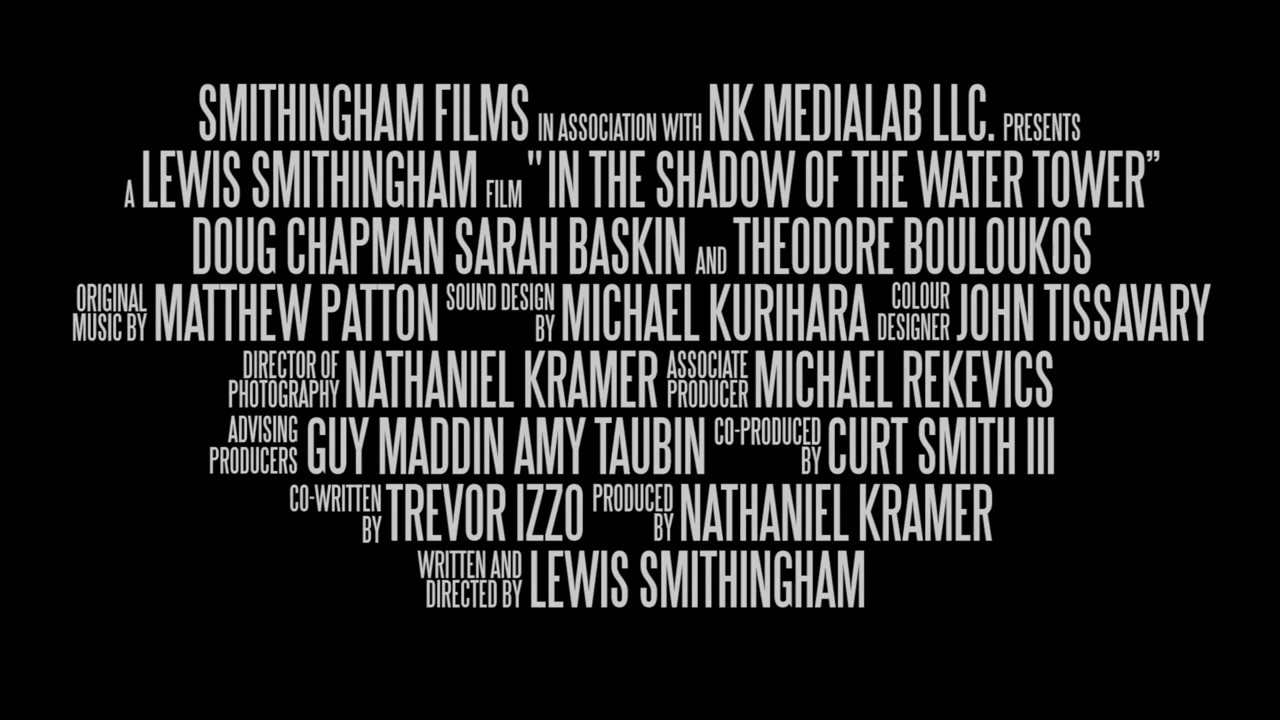 SMITHINGHAM FILMS IN ASSOCIATION WITH NK MEDIALAB LLC. PRESENTS
A LEWIS SMITHINGHAM FILM "IN THE SHADOW OF THE WATER TOWER”
DOUG CHAPMAN SARAH BASKIN AND THEODORE BOULOUKOS
ORIGINAL MUSIC BY MATTHEW PATTON SOUND DESIGN BY MICHAEL KURIHARA COLOUR DESIGNER JOHN TISSAVARY
DIRECTOR OF PHOTOGRAPHY NATHANIEL KRAMER ASSOCIATE PRODUCER MICHAEL REKEVICS
ADVISING PRODUCERS GUY MADDIN AMY TAUBIN CO-PRODUCED BY CURT SMITH III
CO-WRITTEN BY TREVOR IZZO PRODUCED BY NATHANIEL KRAMER
WRITTEN AND DIRECTED BY LEWIS SMITHINGHAM